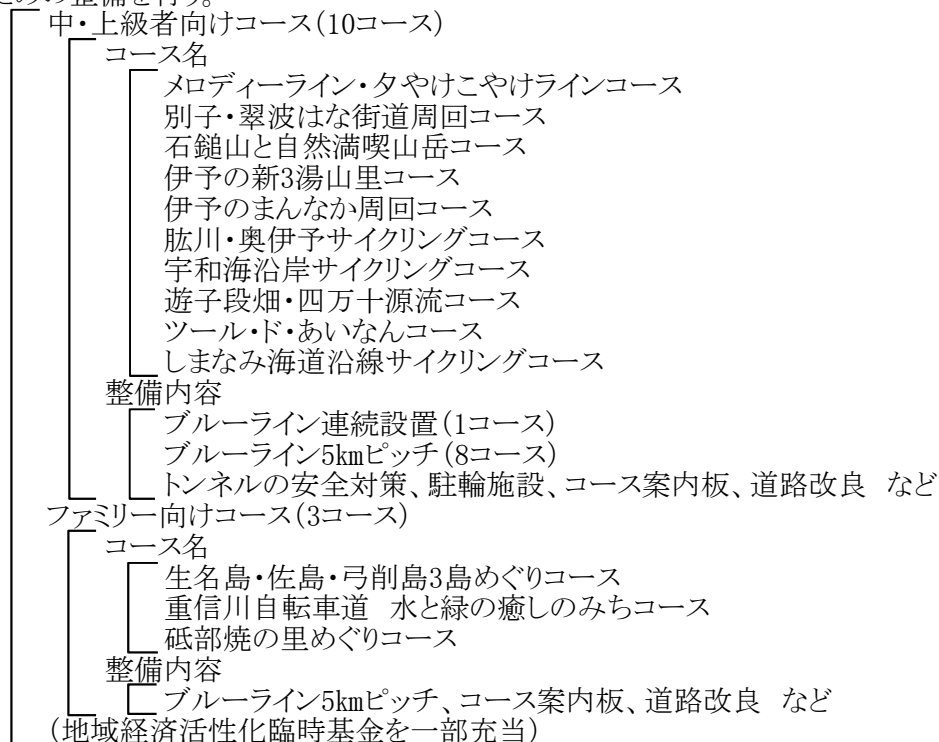 ための整備を行う。
中・上級者向けコース(10コース)
コース名
メロディーライン・夕やけこやけラインコース
別子・翠波はな街道周回コース
石鎚山と自然満喫山岳コース
伊予の新3湯山里コース
伊予のまんなか周回コース
肱川・奥伊予サイクリングコース
宇和海沿岸サイクリングコース
遊子段畑・四万十源流コース
ツール・ド・あいなんコース
しまなみ海道沿線サイクリングコース
整備内容
ブルーライン連続設置(1コース)
ブルーライン5kmピッチ(8コース)
トンネルの安全対策、駐輪施設、コース案内板、道路改良 など
ファミリー向けコース(3コース)
コース名
生名島・佐島・弓削島3島めぐりコース
重信川自転車道 水と緑の癒しのみちコース
砥部焼の里めぐりコース
整備内容
ブルーライン5kmピッチ、コース案内板、道路改良 など
(地域経済活性化臨時基金を一部充当)